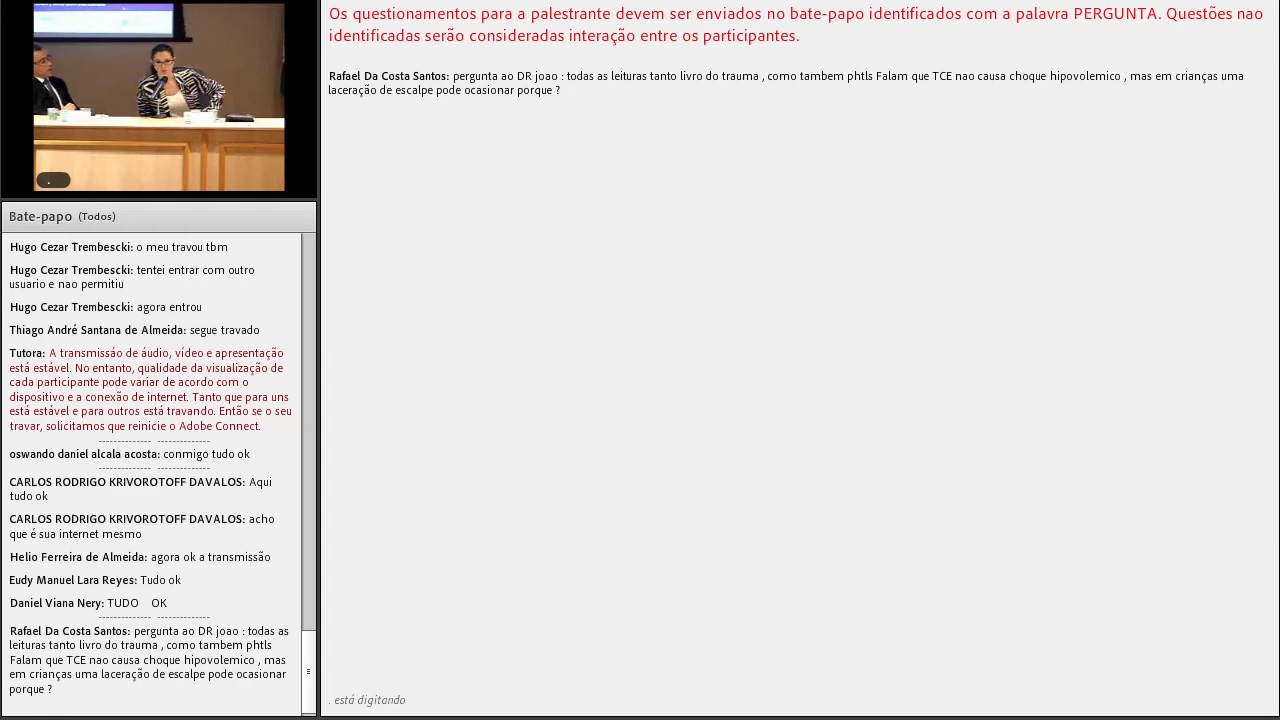 Os questionamentos para a palestrante devem ser enviados no bate-papo identificados com a palavra PERGUNTA. Questões nao
identificadas serão consideradas interação entre os participantes.
Rafael Da Costa Santos: pergunta ao DR joao : todas as leituras tanto livro do trauma , como tambem phtls Falam que TCE nao causa choque hipovolemico , mas em crianças uma
laceração de escalpe pode ocasionar porque ?
. está digitando
.
Bate-papo (Todos)
Hugo Cezar Trembescki: o meu travou tbm
Hugo Cezar Trembescki: tentei entrar com outro
usuario e nao permitiu
Hugo Cezar Trembescki: agora entrou
Thiago André Santana de Almeida: segue travado
Tutora: A transmissáo de áudio, vídeo e apresentação
está estável. No entanto, qualidade da visualização de
cada participante pode variar de acordo com o
dispositivo e a conexão de internet. Tanto que para uns
está estável e para outros está travando. Então se o seu
travar, solicitamos que reinicie o Adobe Connect.
-------------- --------------
oswando daniel alcala acosta: conmigo tudo ok
-------------- --------------
CARLOS RODRIGO KRIVOROTOFF DAVALOS: Aqui
tudo ok
CARLOS RODRIGO KRIVOROTOFF DAVALOS: acho
que é sua internet mesmo
Helio Ferreira de Almeida: agora ok a transmissão
Eudy Manuel Lara Reyes: Tudo ok
Daniel Viana Nery: TUDO OK
-------------- --------------
Rafael Da Costa Santos: pergunta ao DR joao : todas as
leituras tanto livro do trauma , como tambem phtls
Falam que TCE nao causa choque hipovolemico , mas
em crianças uma laceração de escalpe pode ocasionar
porque ?